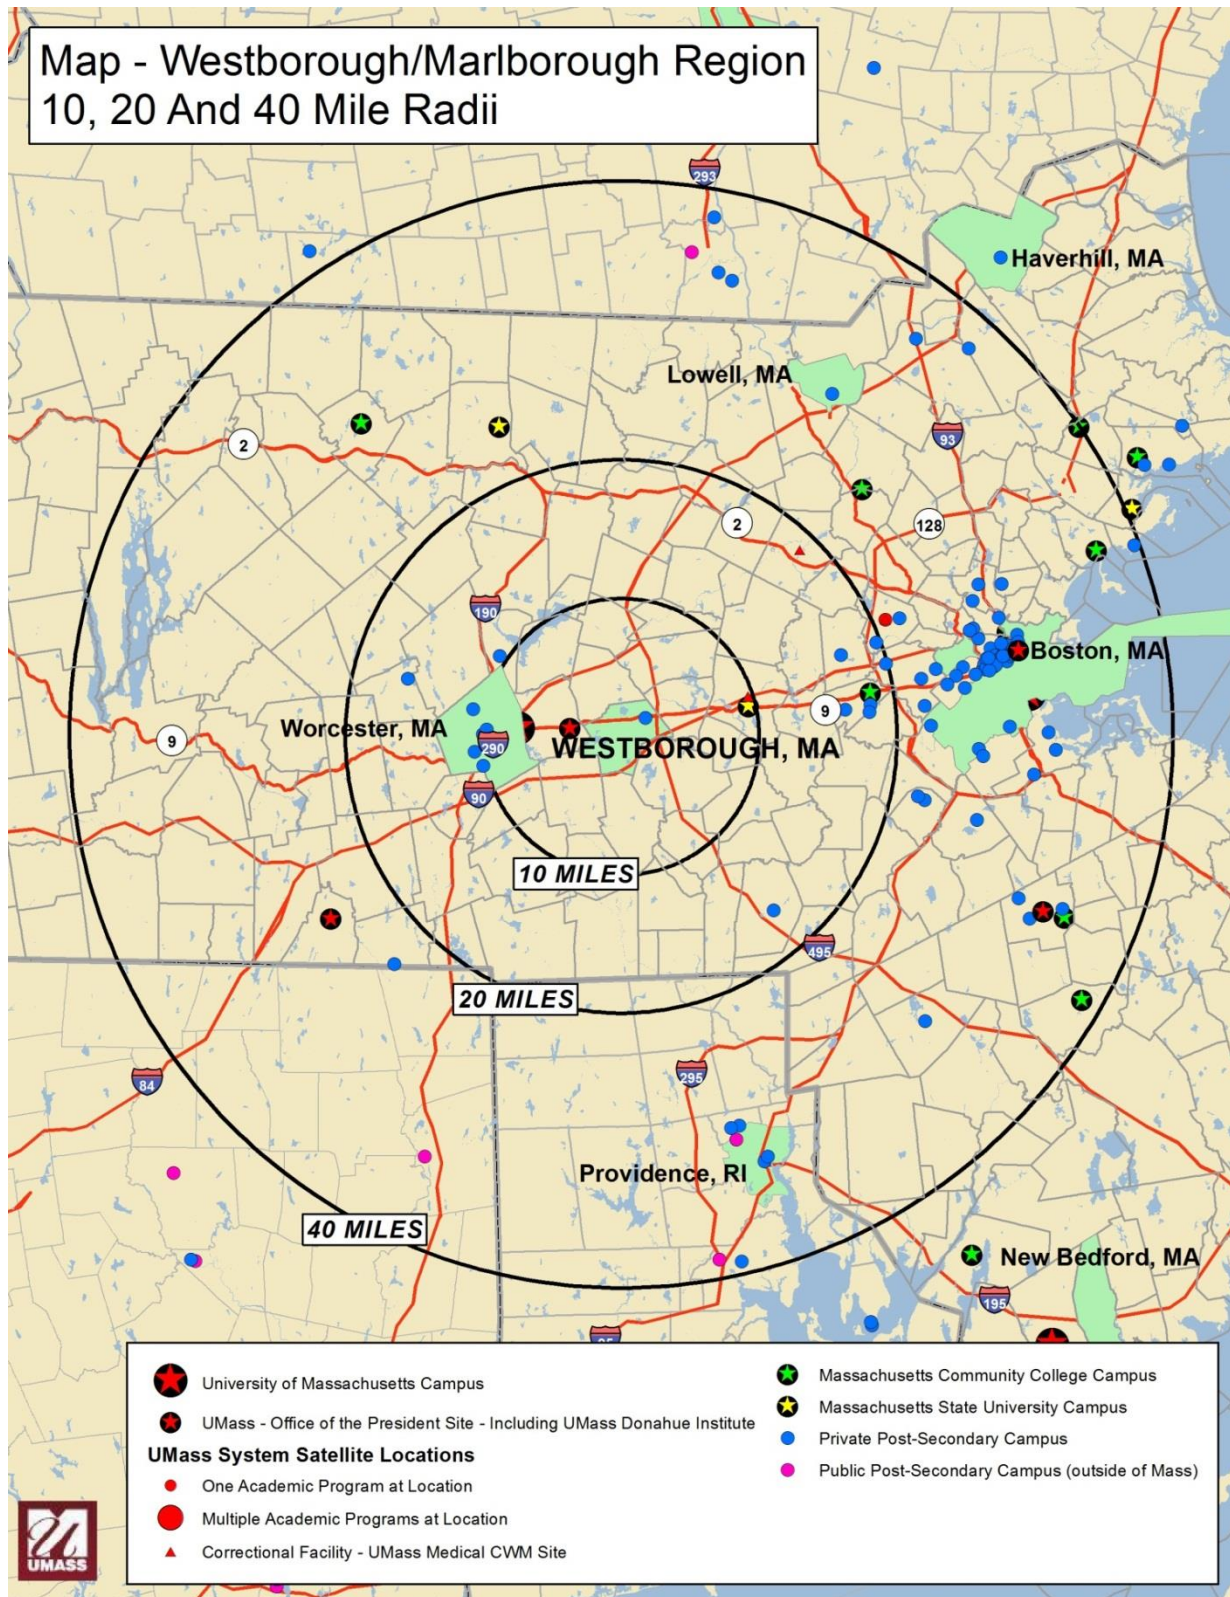 Map - Westborough/Marlborough Region
10, 20 And 40 Mile Radii
293
Haverhill, MA
Lowell, MA
2
93
2
128
190
Boston, MA
9
Worcester, MA
290
WESTBOROUGH, MA
9
90
10 MILES
495
20 MILES
84
295
Providence, RI
40 MILES
New Bedford, MA
195
University of Massachusetts Campus
UMass - Office of the President Site - Including UMass Donahue Institute
UMass System Satellite Locations
One Academic Program at Location
Multiple Academic Programs at Location
Correctional Facility - UMass Medical CWM Site
Massachusetts Community College Campus
Massachusetts State University Campus
Private Post-Secondary Campus
Public Post-Secondary Campus (outside of Mass)
UMASS